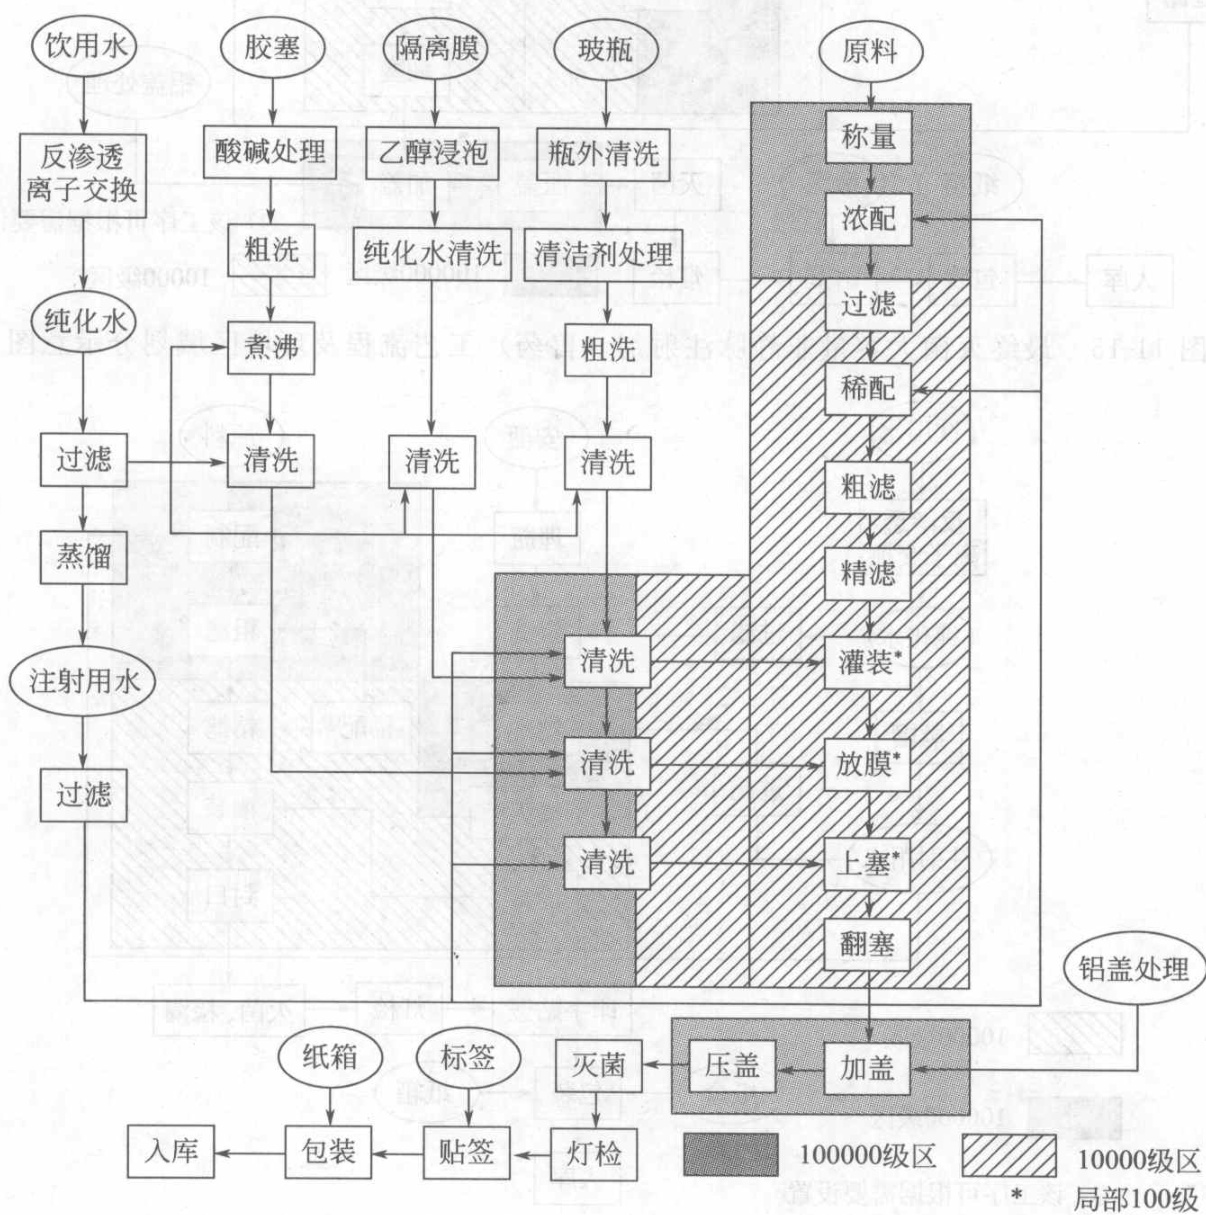 饮用水
胶塞
隔离膜
玻瓶
原料
反渗透
离子交换
酸碱处理
乙醇浸泡
瓶外清洗
称量
浓配
粗洗
纯化水清洗
清洁剂处理
过滤
纯化水
煮沸
粗洗
稀配
过滤
清洗
清洗
清洗
粗滤
蒸馏
精滤
注射用水
清洗
灌装*
过滤
清洗
放膜*
清洗
上塞*
翻塞
铝盖处理
纸箱
标签
灭菌
压盖
加盖
入库
包装
贴签
灯检
100000级区
10000级区
* 局部100级